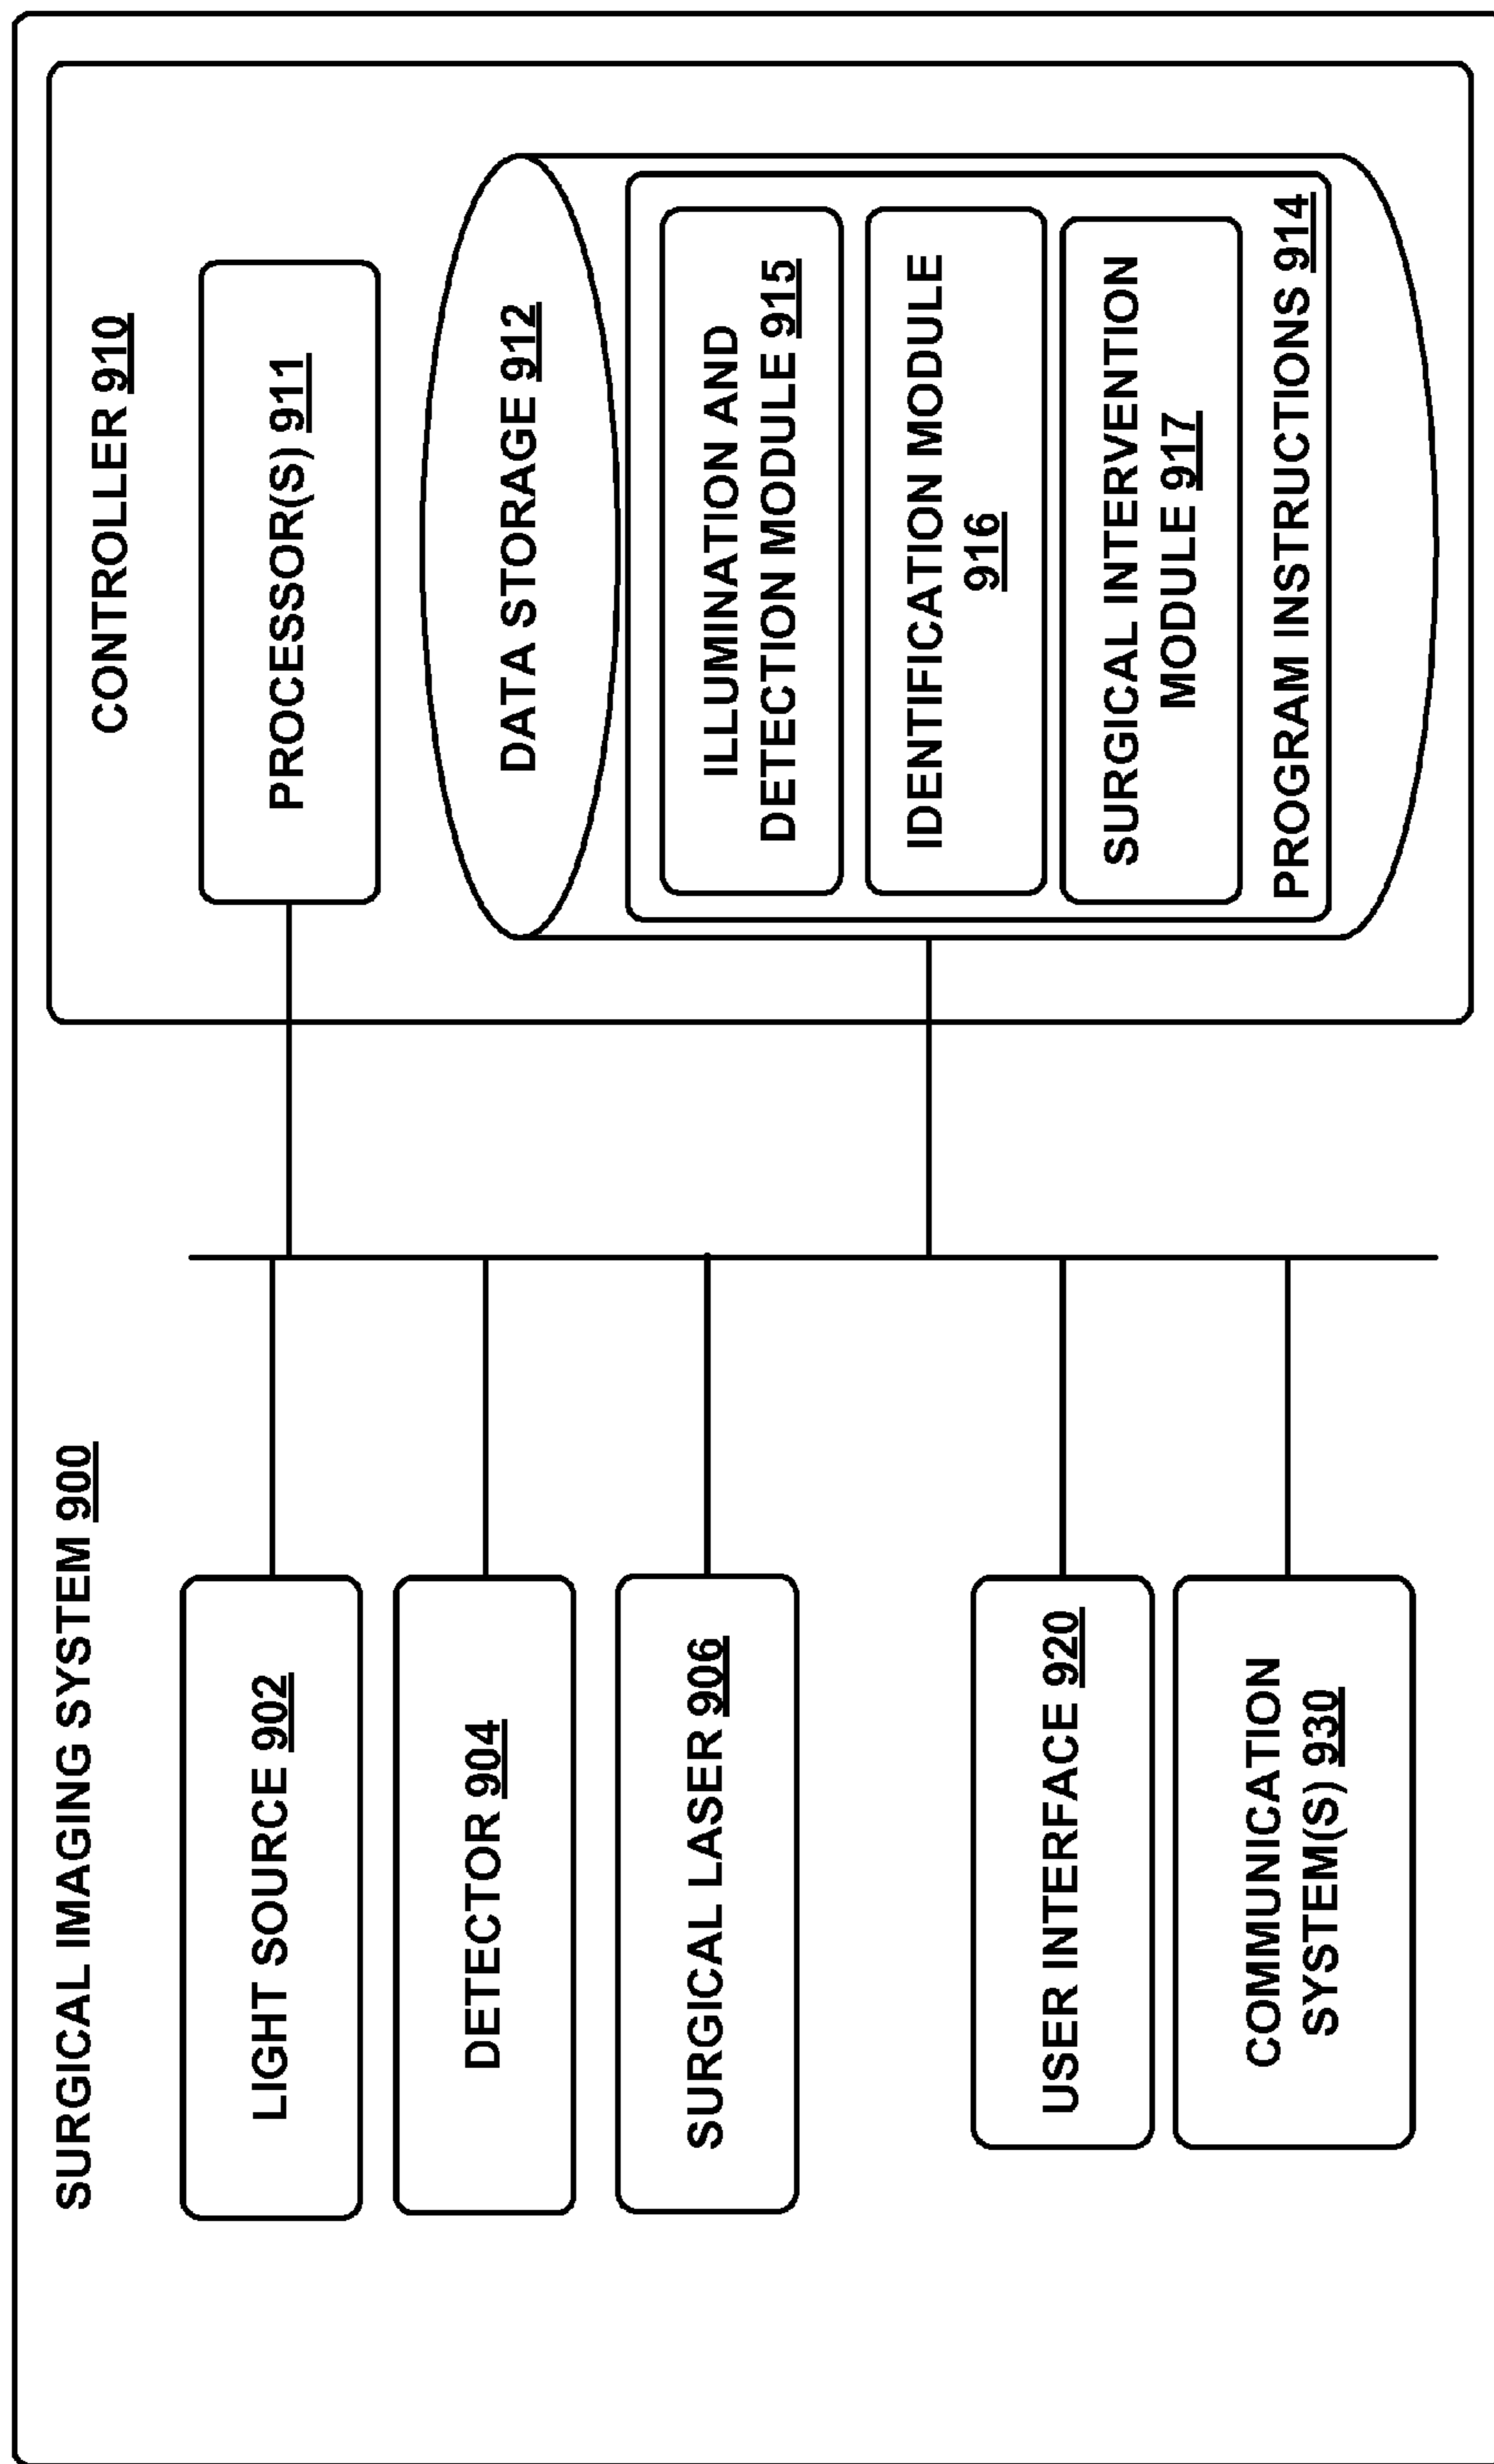 SURGICAL IMAGING SYSTEM 900
LIGHT SOURCE 902
DETECTOR 904
SURGICAL LASER 906
USER INTERFACE 920
COMMUNICATION
SYSTEM(S) 930
CONTROLLER 910
PROCESSOR(S) 911
DATA STORAGE 912
ILLUMINATION AND
DETECTION MODULE 915
IDENTIFICATION MODULE
916
SURGICAL INTERVENTION
MODULE 917
PROGRAM INSTRUCTIONS 914